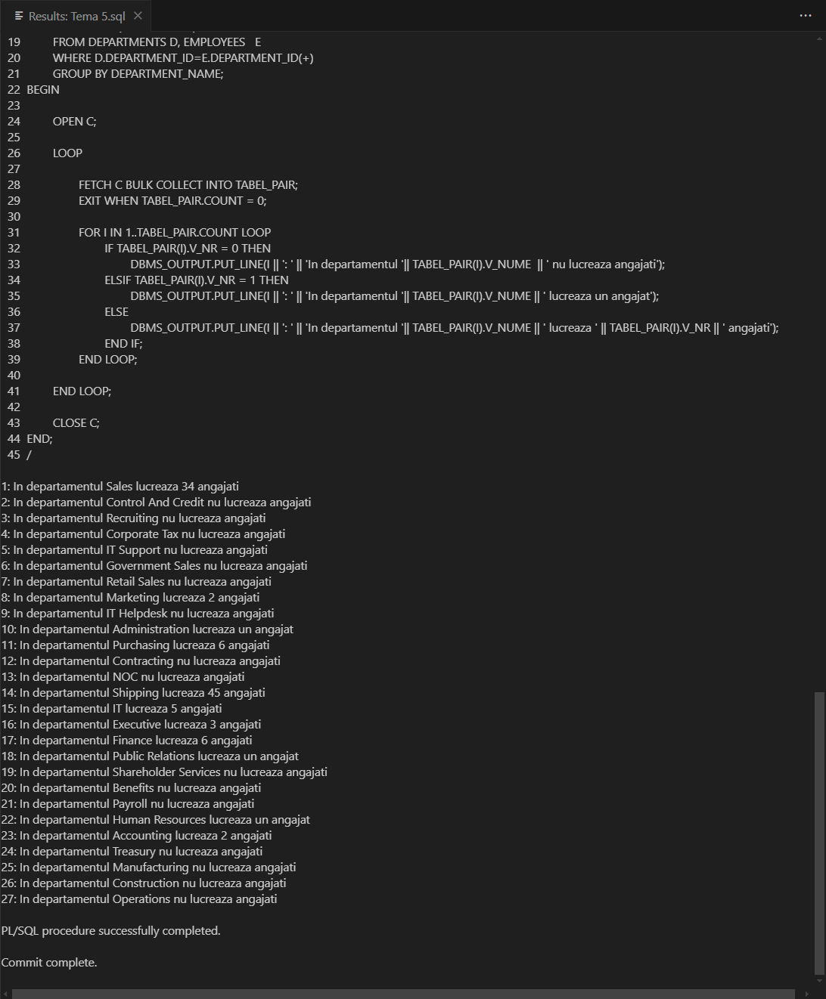 Results: Tema 5.sql
19 FROM DEPARTMENTS D, EMPLOYEES E
20 WHERE D.DEPARTMENT_ID=E.DEPARTMENT_ID(+)
21 GROUP BY DEPARTMENT_NAME;
22 BEGIN
23
24 OPEN C;
25
26 LOOP
27
28 FETCH C BULK COLLECT INTO TABEL_PAIR;
29 EXIT WHEN TABEL_PAIR.COUNT = 0;
30
31 FOR I IN 1..TABEL_PAIR.COUNT LOOP
32 IF TABEL_PAIR(I).V_NR = 0 THEN
33 DBMS_OUTPUT.PUT_LINE(I || ': ' || 'In departamentul '|| TABEL_PAIR(I).V_NUME || ' nu lucreaza angajati');
34 ELSIF TABEL_PAIR(I).V_NR = 1 THEN
35 DBMS_OUTPUT.PUT_LINE(I || ': ' || 'In departamentul '|| TABEL_PAIR(I).V_NUME || ' lucreaza un angajat');
36 ELSE
37 DBMS_OUTPUT.PUT_LINE(I || ': ' || 'In departamentul '|| TABEL_PAIR(I).V_NUME || ' lucreaza ' || TABEL_PAIR(I).V_NR || ' angajati');
38 END IF;
39 END LOOP;
40
41 END LOOP;
42
43 CLOSE C;
44 END;
45 /
1: In departamentul Sales lucreaza 34 angajati
2: In departamentul Control And Credit nu lucreaza angajati
3: In departamentul Recruiting nu lucreaza angajati
4: In departamentul Corporate Tax nu lucreaza angajati
5: In departamentul IT Support nu lucreaza angajati
6: In departamentul Government Sales nu lucreaza angajati
7: In departamentul Retail Sales nu lucreaza angajati
8: In departamentul Marketing lucreaza 2 angajati
9: In departamentul IT Helpdesk nu lucreaza angajati
10: In departamentul Administration lucreaza un angajat
11: In departamentul Purchasing lucreaza 6 angajati
12: In departamentul Contracting nu lucreaza angajati
13: In departamentul NOC nu lucreaza angajati
14: In departamentul Shipping lucreaza 45 angajati
15: In departamentul IT lucreaza 5 angajati
16: In departamentul Executive lucreaza 3 angajati
17: In departamentul Finance lucreaza 6 angajati
18: In departamentul Public Relations lucreaza un angajat
19: In departamentul Shareholder Services nu lucreaza angajati
20: In departamentul Benefits nu lucreaza angajati
21: In departamentul Payroll nu lucreaza angajati
22: In departamentul Human Resources lucreaza un angajat
23: In departamentul Accounting lucreaza 2 angajati
24: In departamentul Treasury nu lucreaza angajati
25: In departamentul Manufacturing nu lucreaza angajati
26: In departamentul Construction nu lucreaza angajati
27: In departamentul Operations nu lucreaza angajati
PL/SQL procedure successfully completed.
Commit complete.